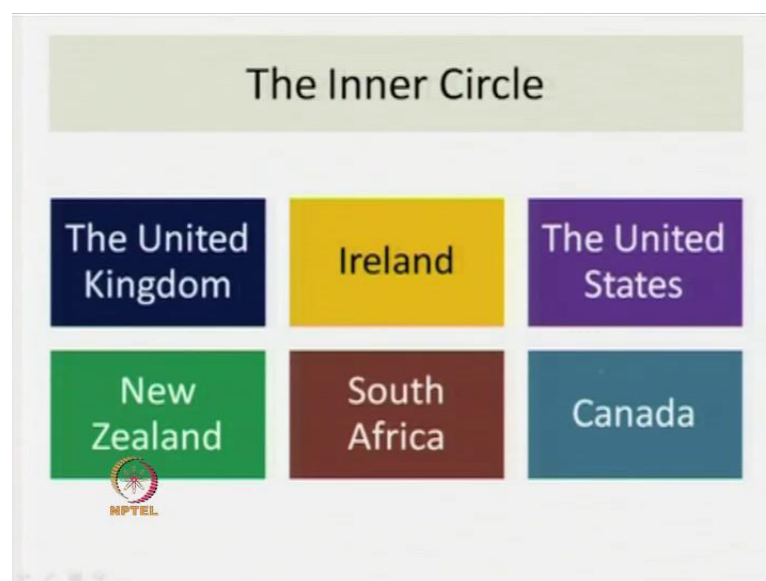 The Inner Circle
The United
Kingdom
Ireland
The United
States
New
Zealand
South
Africa
Canada
NPTEL